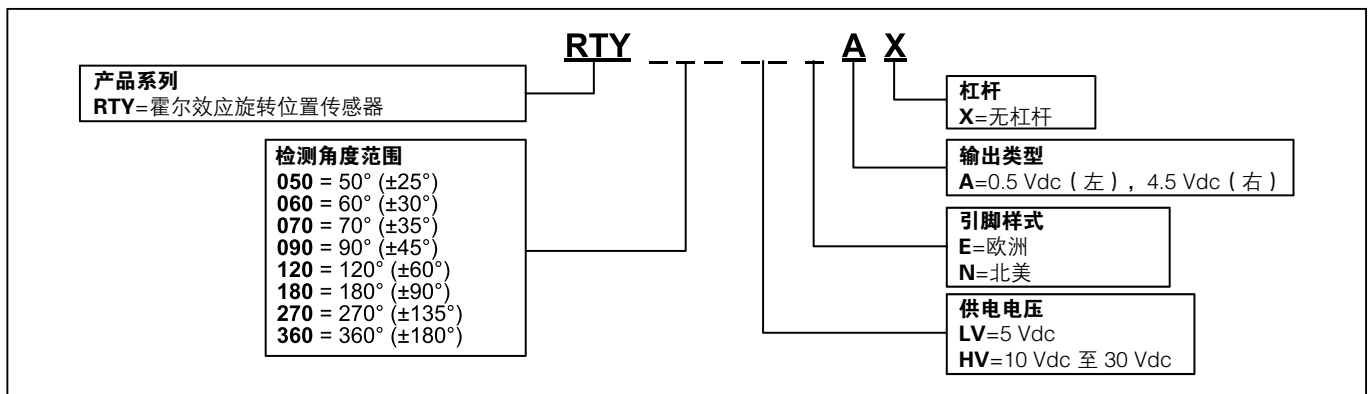 RTY _ _ _ _ _ _ A X
产品系列
RTY=霍尔效应旋转位置传感器
检测角度范围
050 = 50° (±25°)
060 = 60° (±30°)
070 = 70° (±35°)
090 = 90° (±45°)
120 = 120° (±60°)
180 = 180° (±90°)
270 = 270° (±135°)
360 = 360° (±180°)
杠杆
X=无杠杆
输出类型
A=0.5 Vdc（左），4.5 Vdc（右）
引脚样式
E=欧洲
N=北美
供电电压
LV=5 Vdc
HV=10 Vdc 至 30 Vdc